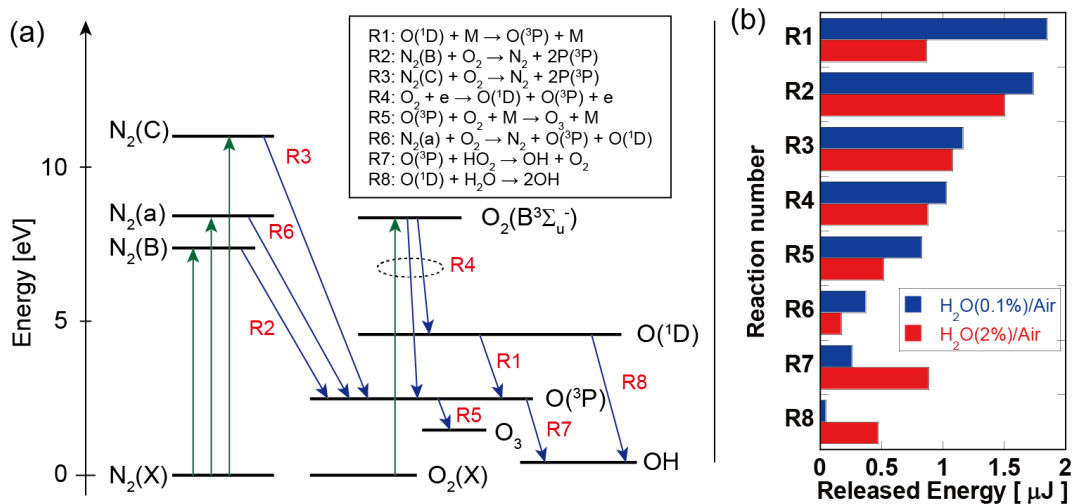 (a)
R1: O(¹D) + M → O(³P) + M
R2: N₂(B) + O₂ → N₂ + 2P(³P)
R3: N₂(C) + O₂ → N₂ + 2P(³P)
R4: O₂ + e → O(¹D) + O(³P) + e
R5: O(³P) + O₂ + M → O₃ + M
R6: N₂(a) + O₂ → N₂ + O(³P) + O(¹D)
R7: O(³P) + HO₂ → OH + O₂
R8: O(¹D) + H₂O → 2OH
Energy [eV]
10
5
0
N₂(C)
N₂(a)
N₂(B)
N₂(X)
R3
R6
R2
O₂(B³Σᵤ⁻)
R4
O(¹D)
R1
R8
O(³P)
R5
R7
O₃
OH
O₂(X)
(b)
Reaction number
R1
R2
R3
R4
R5
R6
R7
R8
H₂O(0.1%)/Air
H₂O(2%)/Air
0 0.5 1 1.5 2
Released Energy [ μJ ]